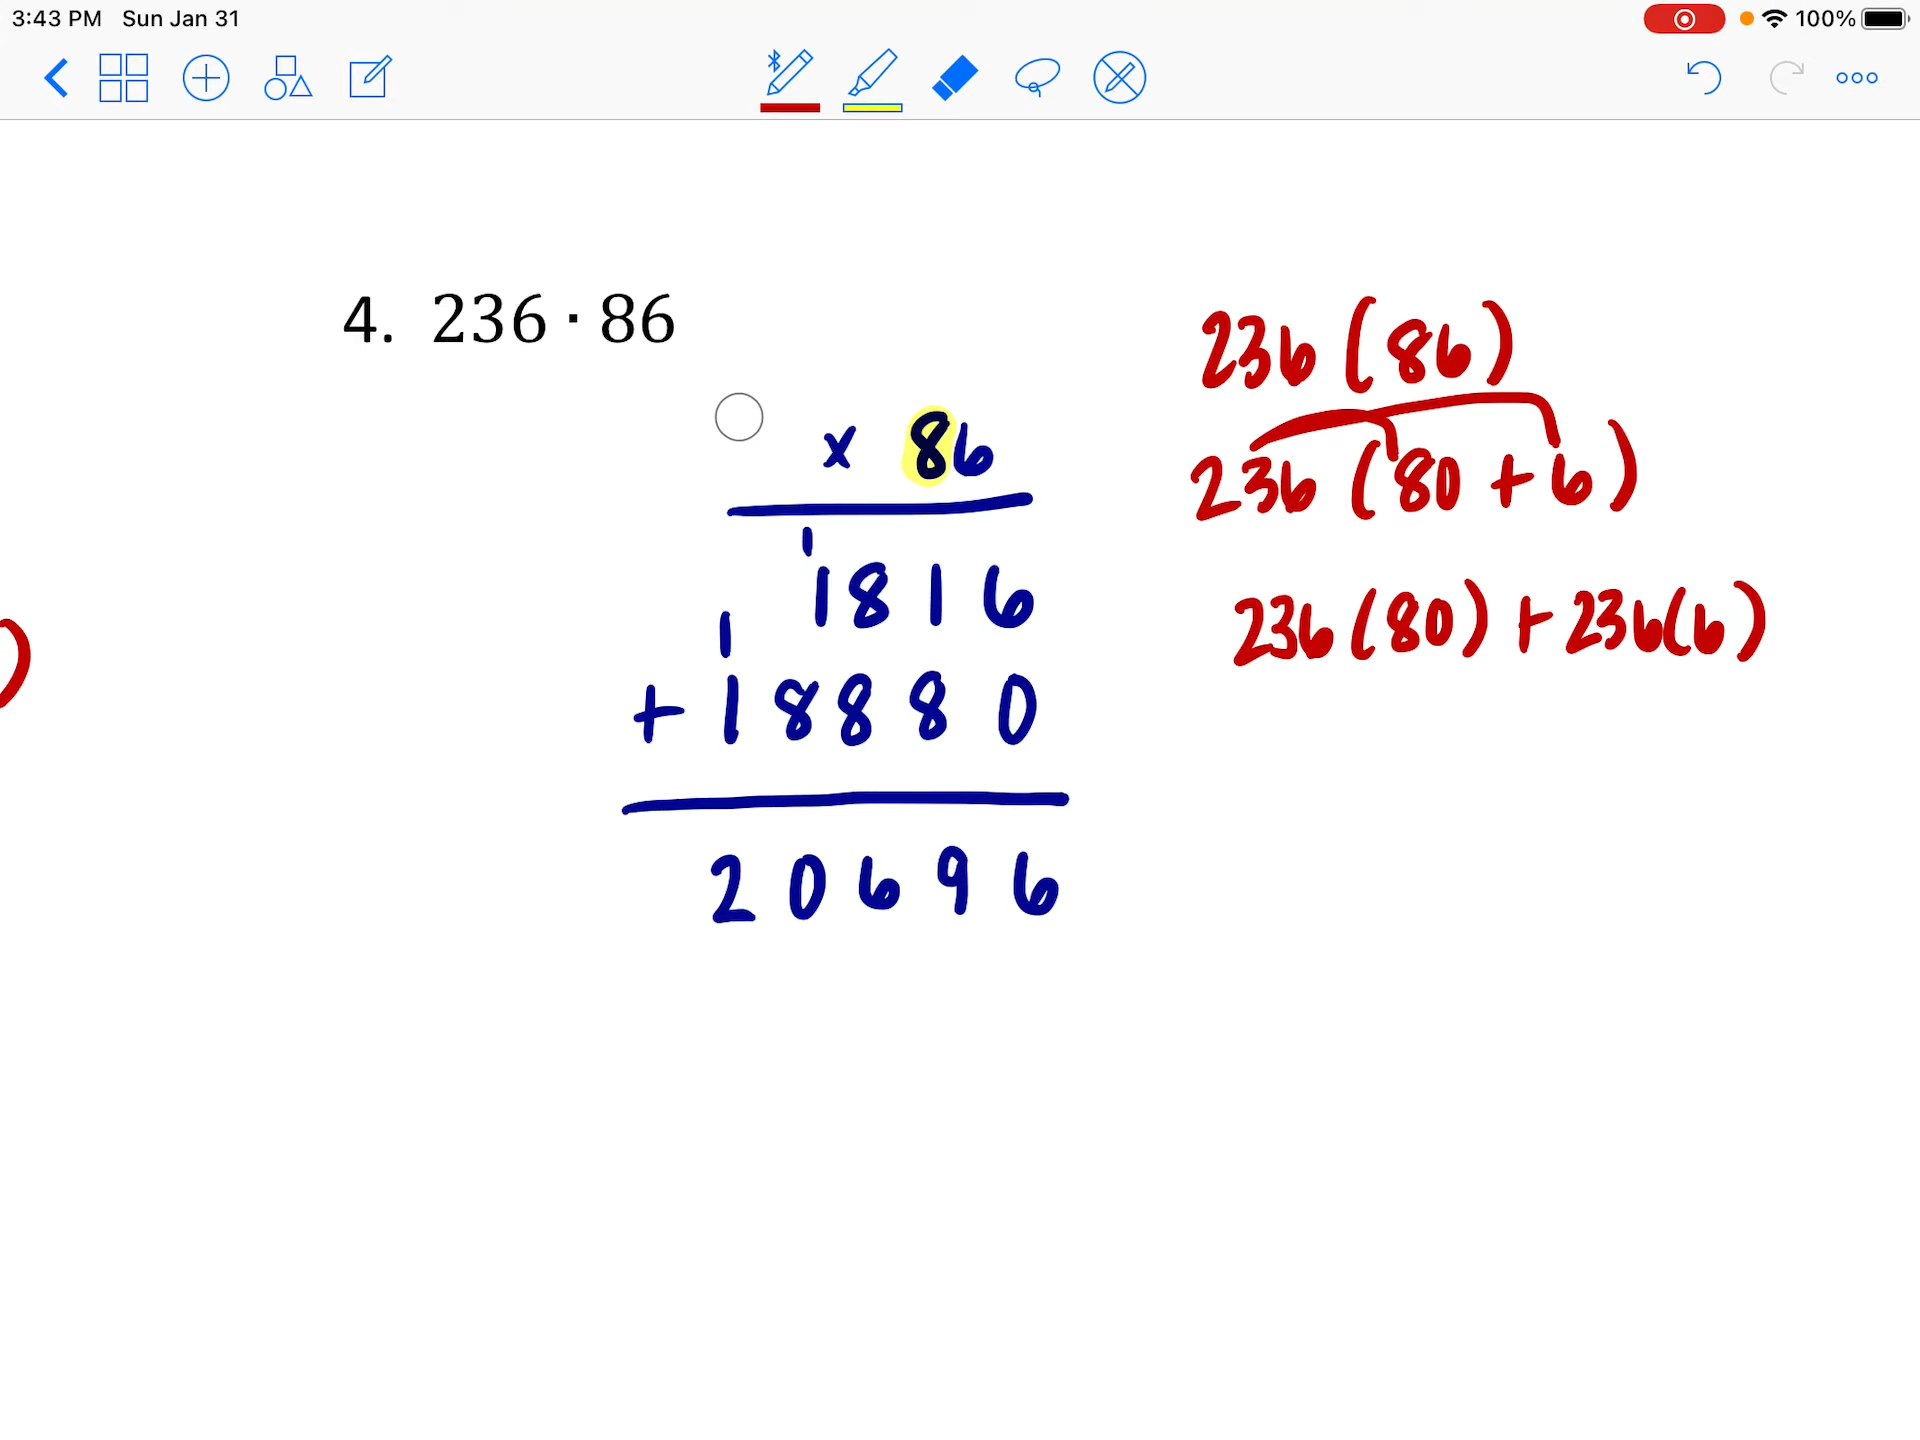 3:43 PM Sun Jan 31
100%
4. 236 · 86
x 86
1
1816
1
+ 18880
20696
236 (86)
236 (80 + 6)
236 (80) + 236(6)
)